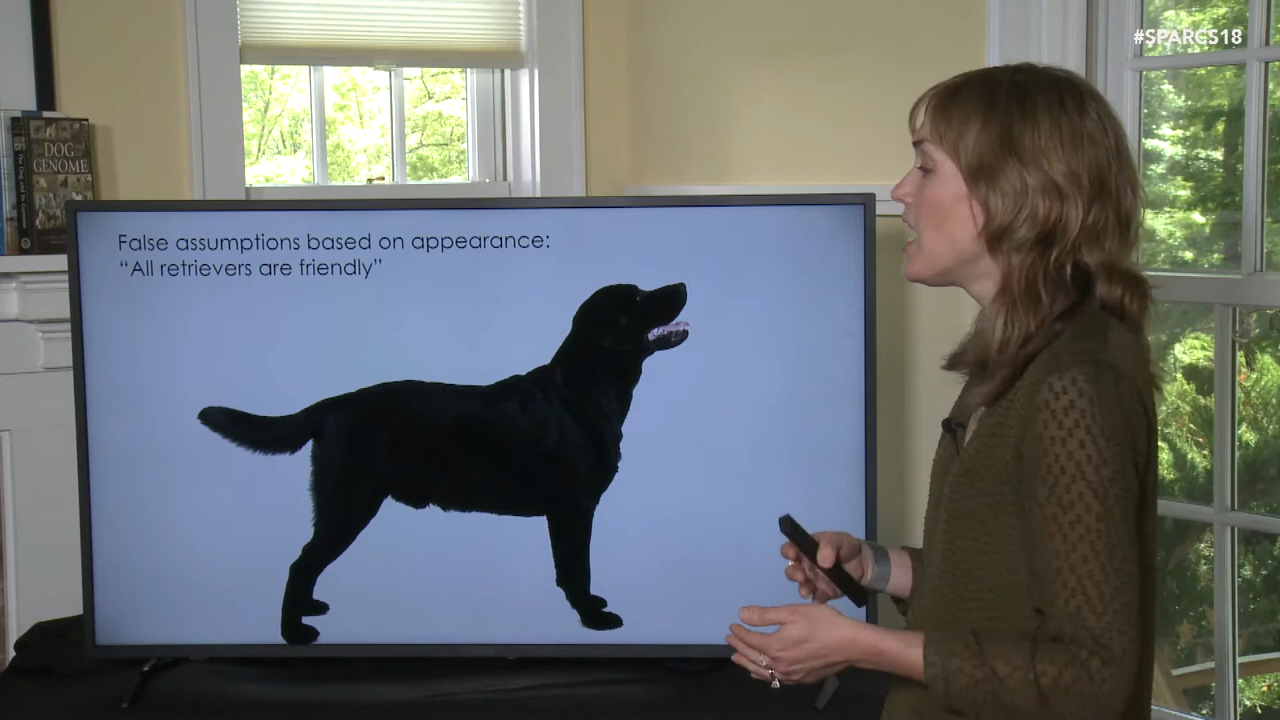 #SPARCS18
DOG
GENOME
False assumptions based on appearance:
“All retrievers are friendly”